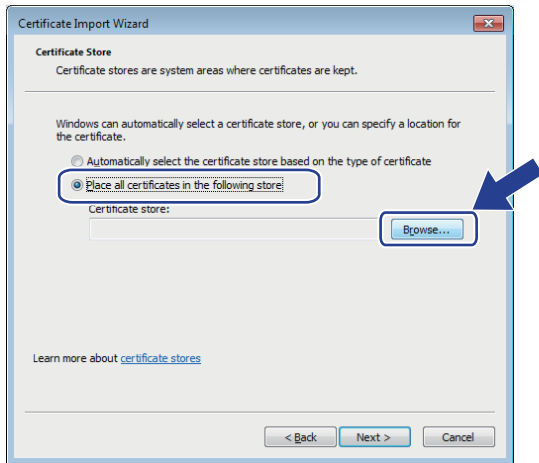 Certificate Import Wizard
Certificate Store
Certificate stores are system areas where certificates are kept.
Windows can automatically select a certificate store, or you can specify a location for
the certificate.
Automatically select the certificate store based on the type of certificate
Place all certificates in the following store
Certificate store:
Browse...
Learn more about certificate stores
< Back Next > Cancel